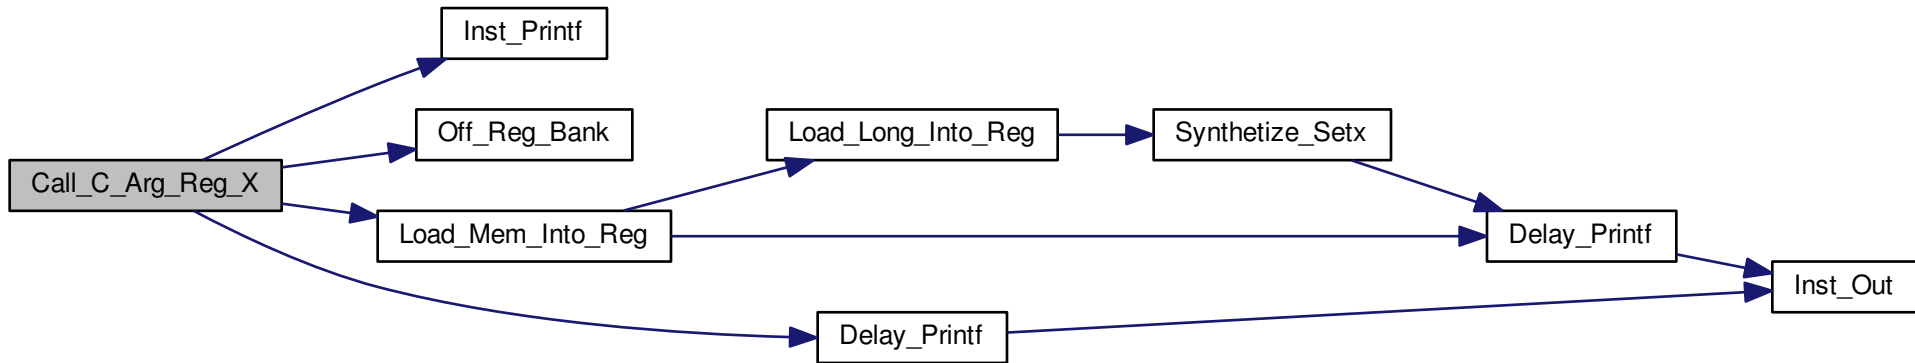 Inst_Printf
Off_Reg_Bank
Load_Long_Into_Reg
Synthetize_Setx
Call_C_Arg_Reg_X
Load_Mem_Into_Reg
Delay_Printf
Inst_Out
Delay_Printf